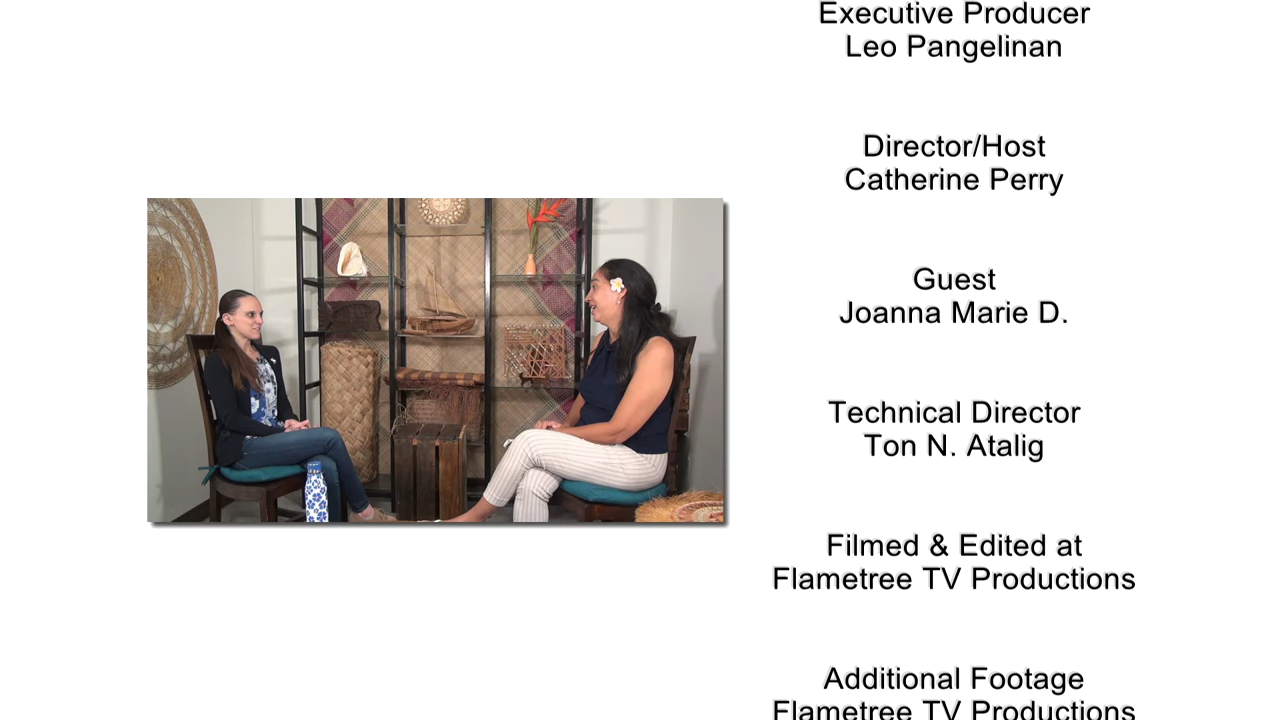 Executive Producer
Leo Pangelinan
Director/Host
Catherine Perry
Guest
Joanna Marie D.
Technical Director
Ton N. Atalig
Filmed & Edited at
Flametree TV Productions
Additional Footage
Flametree TV Productions